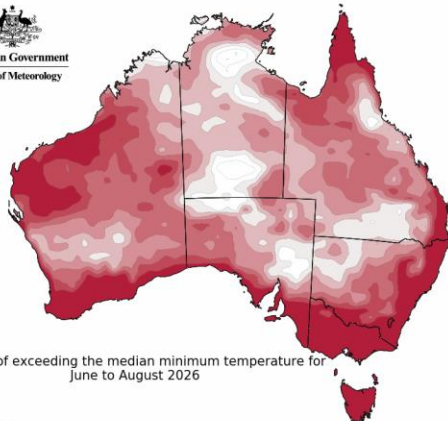 n Government
of Meteorology
of exceeding the median minimum temperature for
June to August 2026